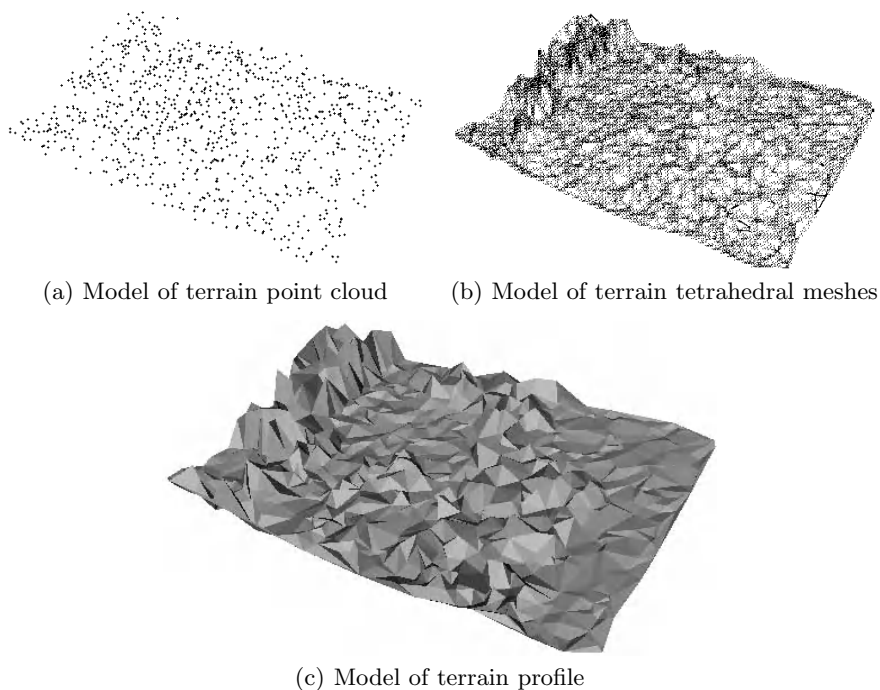 (a) Model of terrain point cloud
(b) Model of terrain tetrahedral meshes
(c) Model of terrain profile